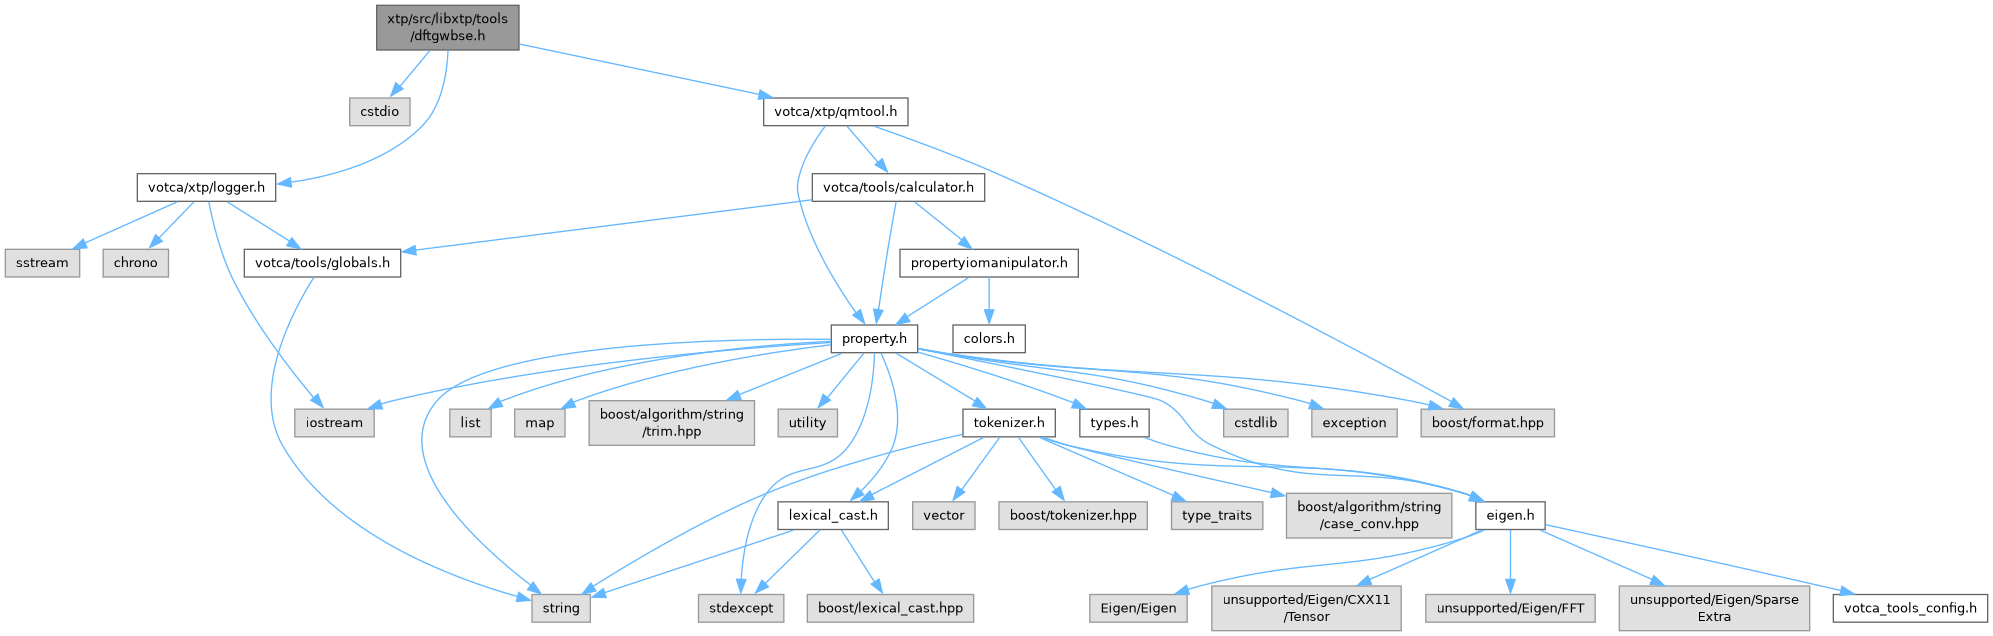 xtp/src/libxtp/tools
/dftgwbse.h
cstdio
votca/xtp/qmtool.h
votca/xtp/logger.h
votca/tools/calculator.h
sstream
chrono
votca/tools/globals.h
propertyiomanipulator.h
property.h
colors.h
iostream
list
map
boost/algorithm/string
/trim.hpp
utility
tokenizer.h
types.h
cstdlib
exception
boost/format.hpp
lexical_cast.h
vector
boost/tokenizer.hpp
type_traits
boost/algorithm/string
/case_conv.hpp
eigen.h
string
stdexcept
boost/lexical_cast.hpp
Eigen/Eigen
unsupported/Eigen/CXX11
/Tensor
unsupported/Eigen/FFT
unsupported/Eigen/Sparse
Extra
votca_tools_config.h